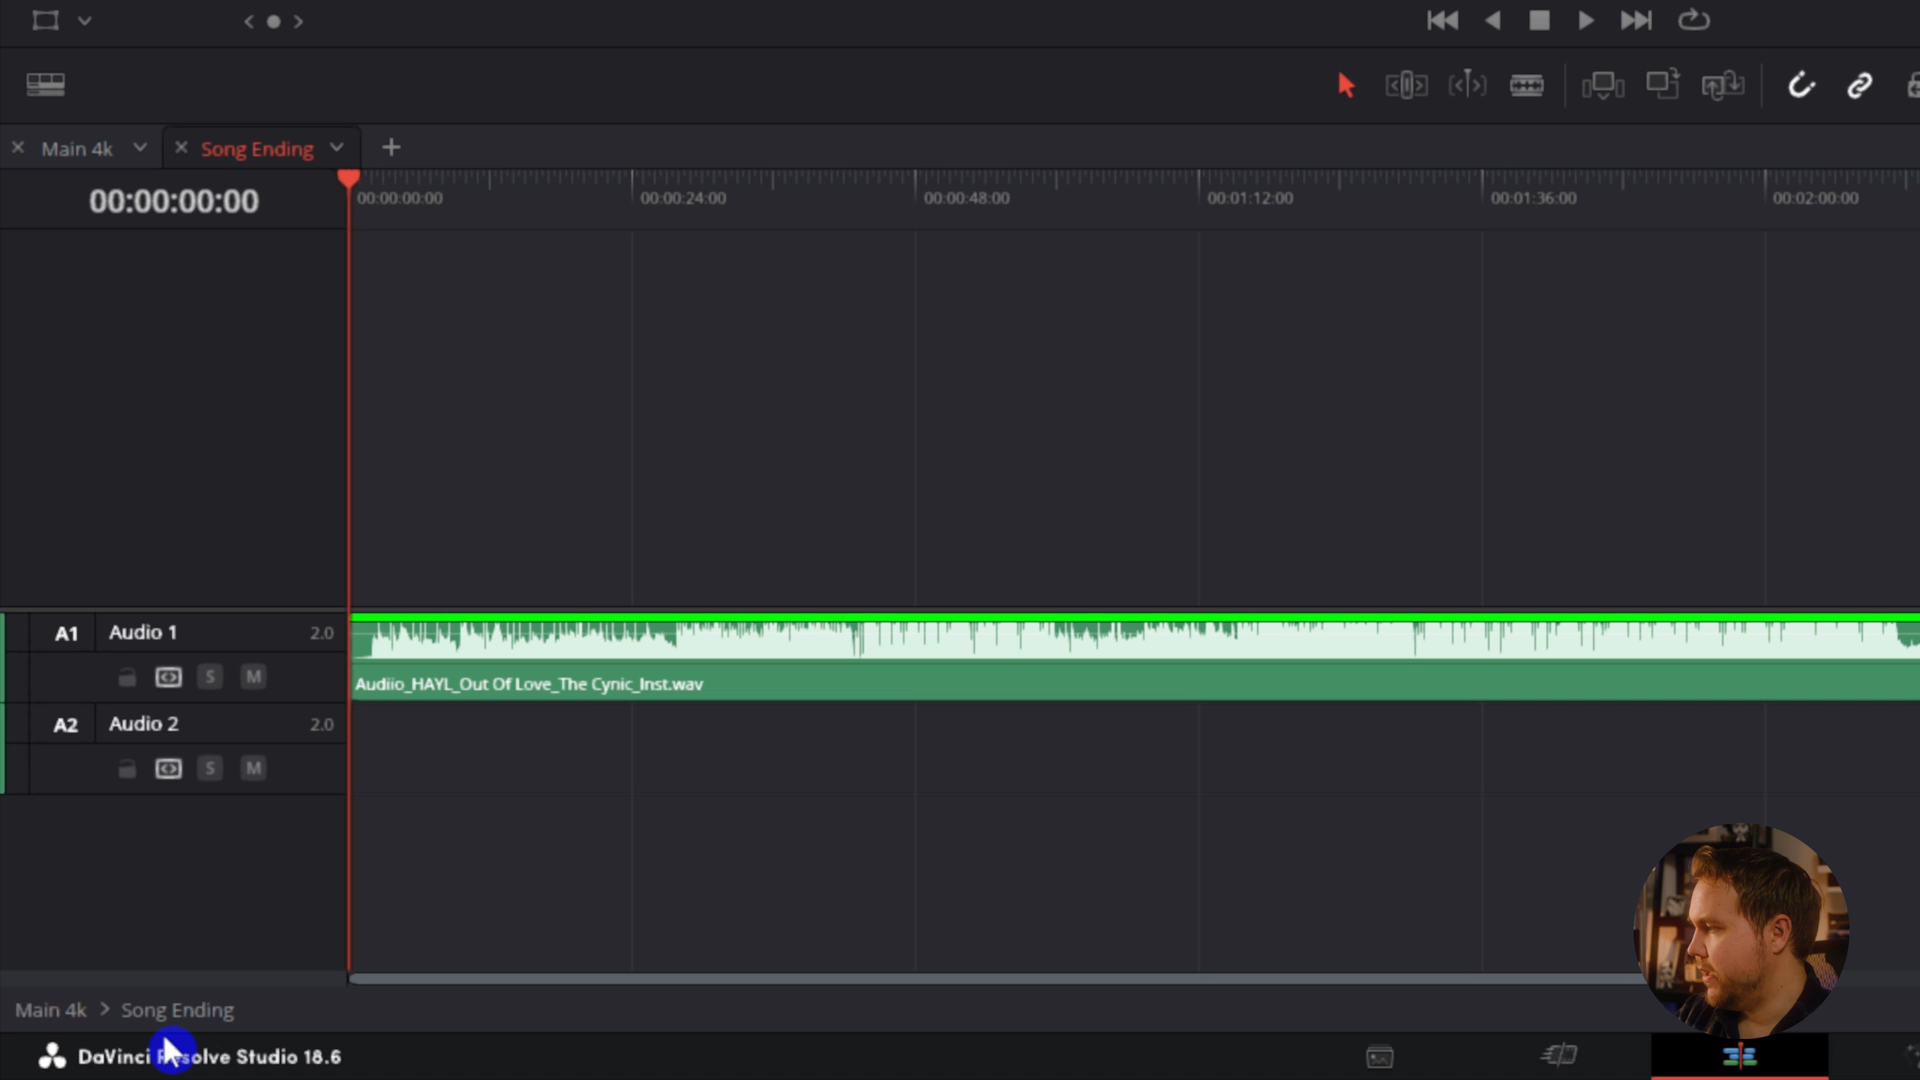 Main 4k
Song Ending
00:00:00:00
00:00:00:00
00:00:24:00
00:00:48:00
00:01:12:00
00:01:36:00
00:02:00:00
A1
Audio 1
2.0
S
M
Audiio_HAYL_Out Of Love_The Cynic_Inst.wav
A2
Audio 2
2.0
S
M
Main 4k > Song Ending
DaVinci Resolve Studio 18.6